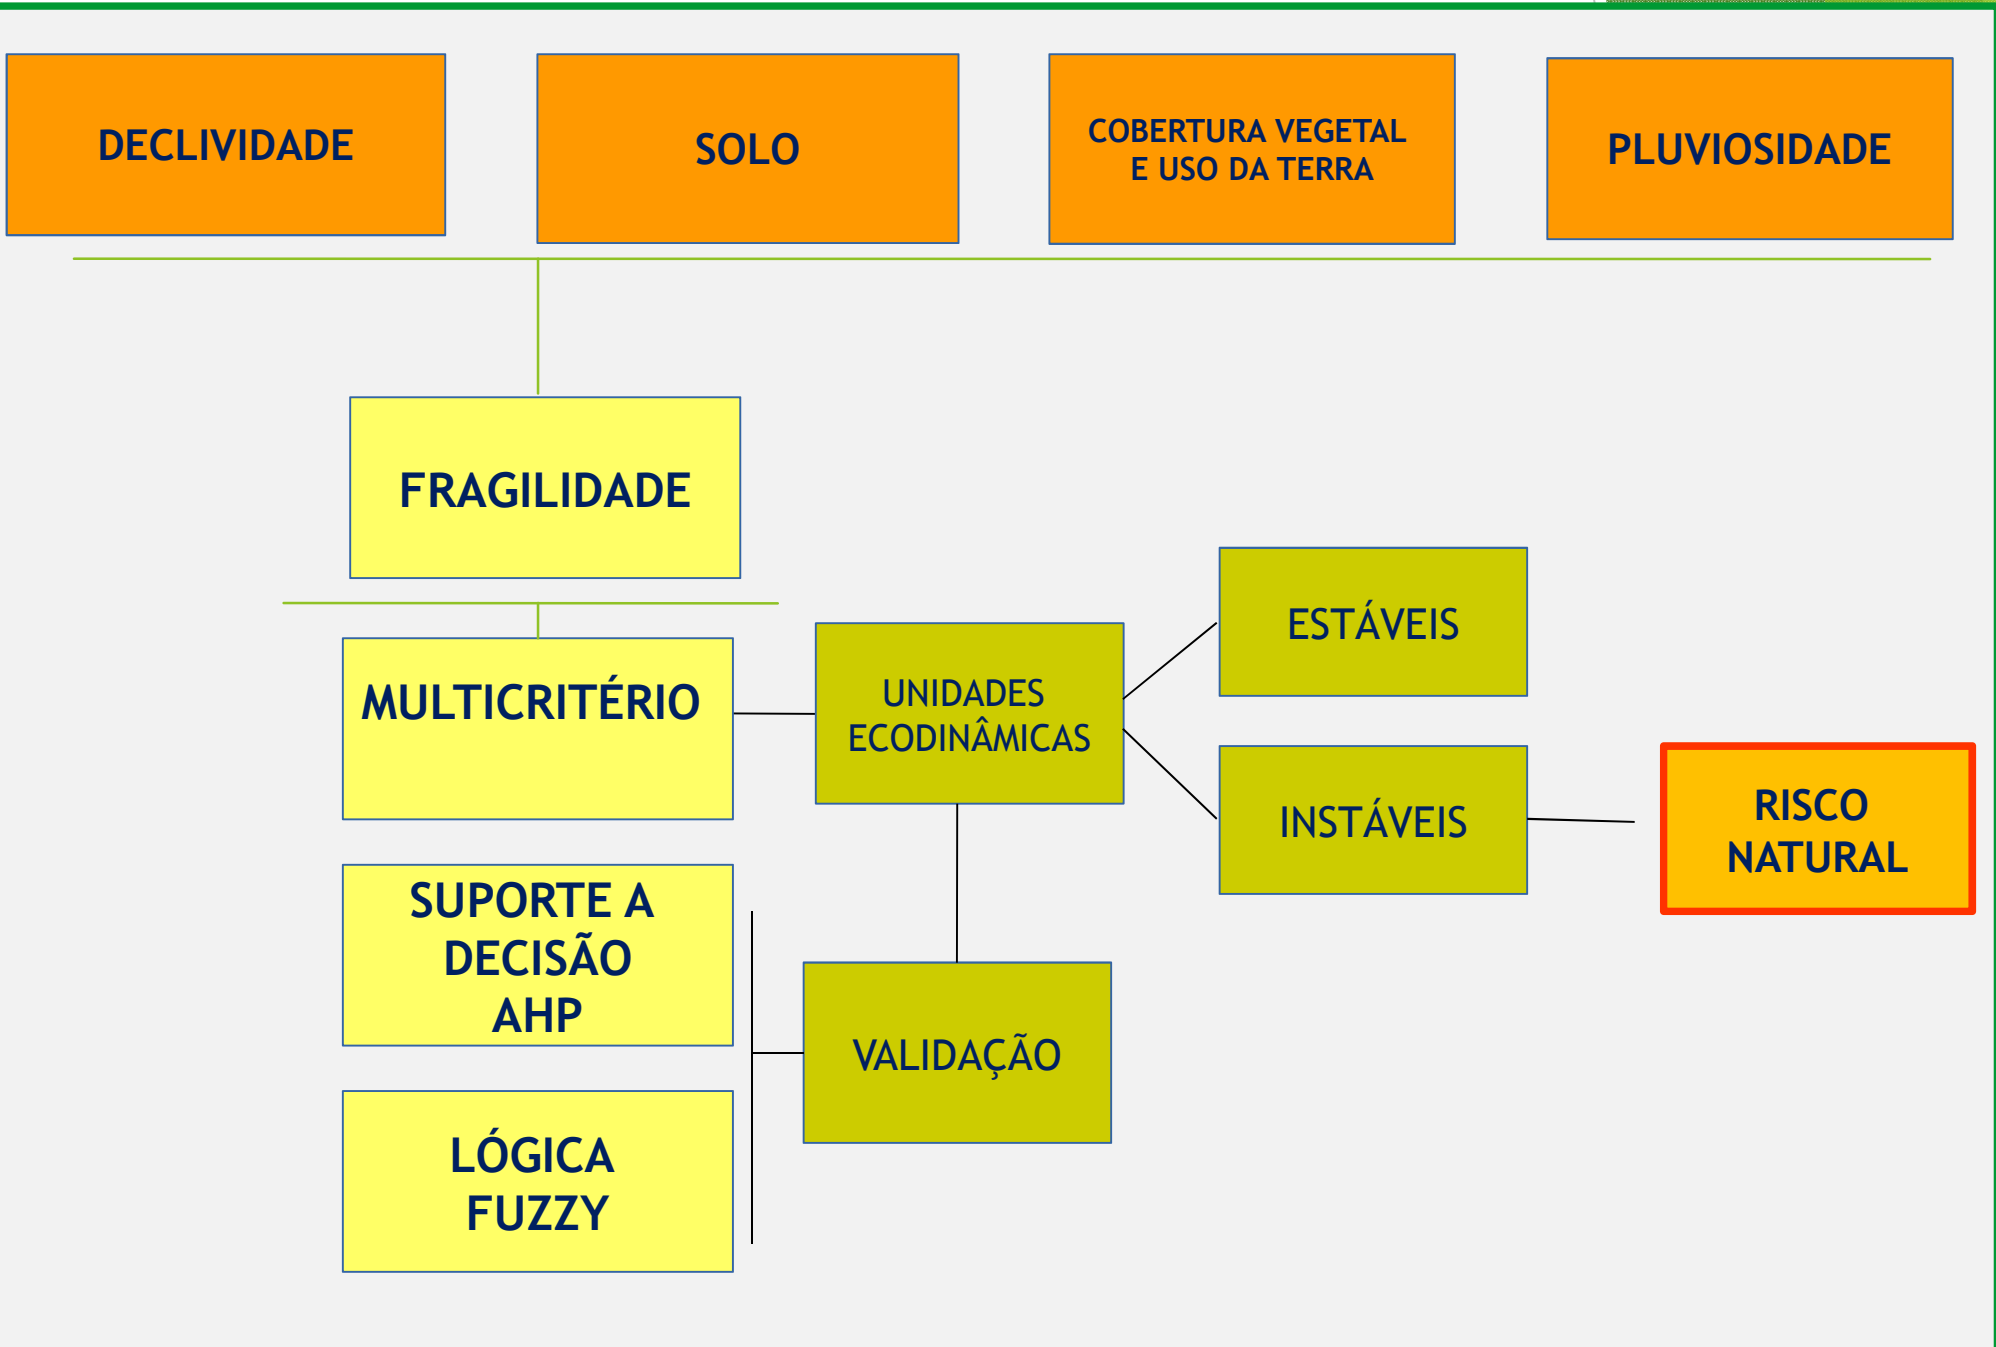 DECLIVIDADE
SOLO
COBERTURA VEGETAL
E USO DA TERRA
PLUVIOSIDADE
FRAGILIDADE
MULTICRITÉRIO
UNIDADES
ECODINÂMICAS
ESTÁVEIS
INSTÁVEIS
RISCO
NATURAL
SUPORTE A
DECISÃO
AHP
VALIDAÇÃO
LÓGICA
FUZZY